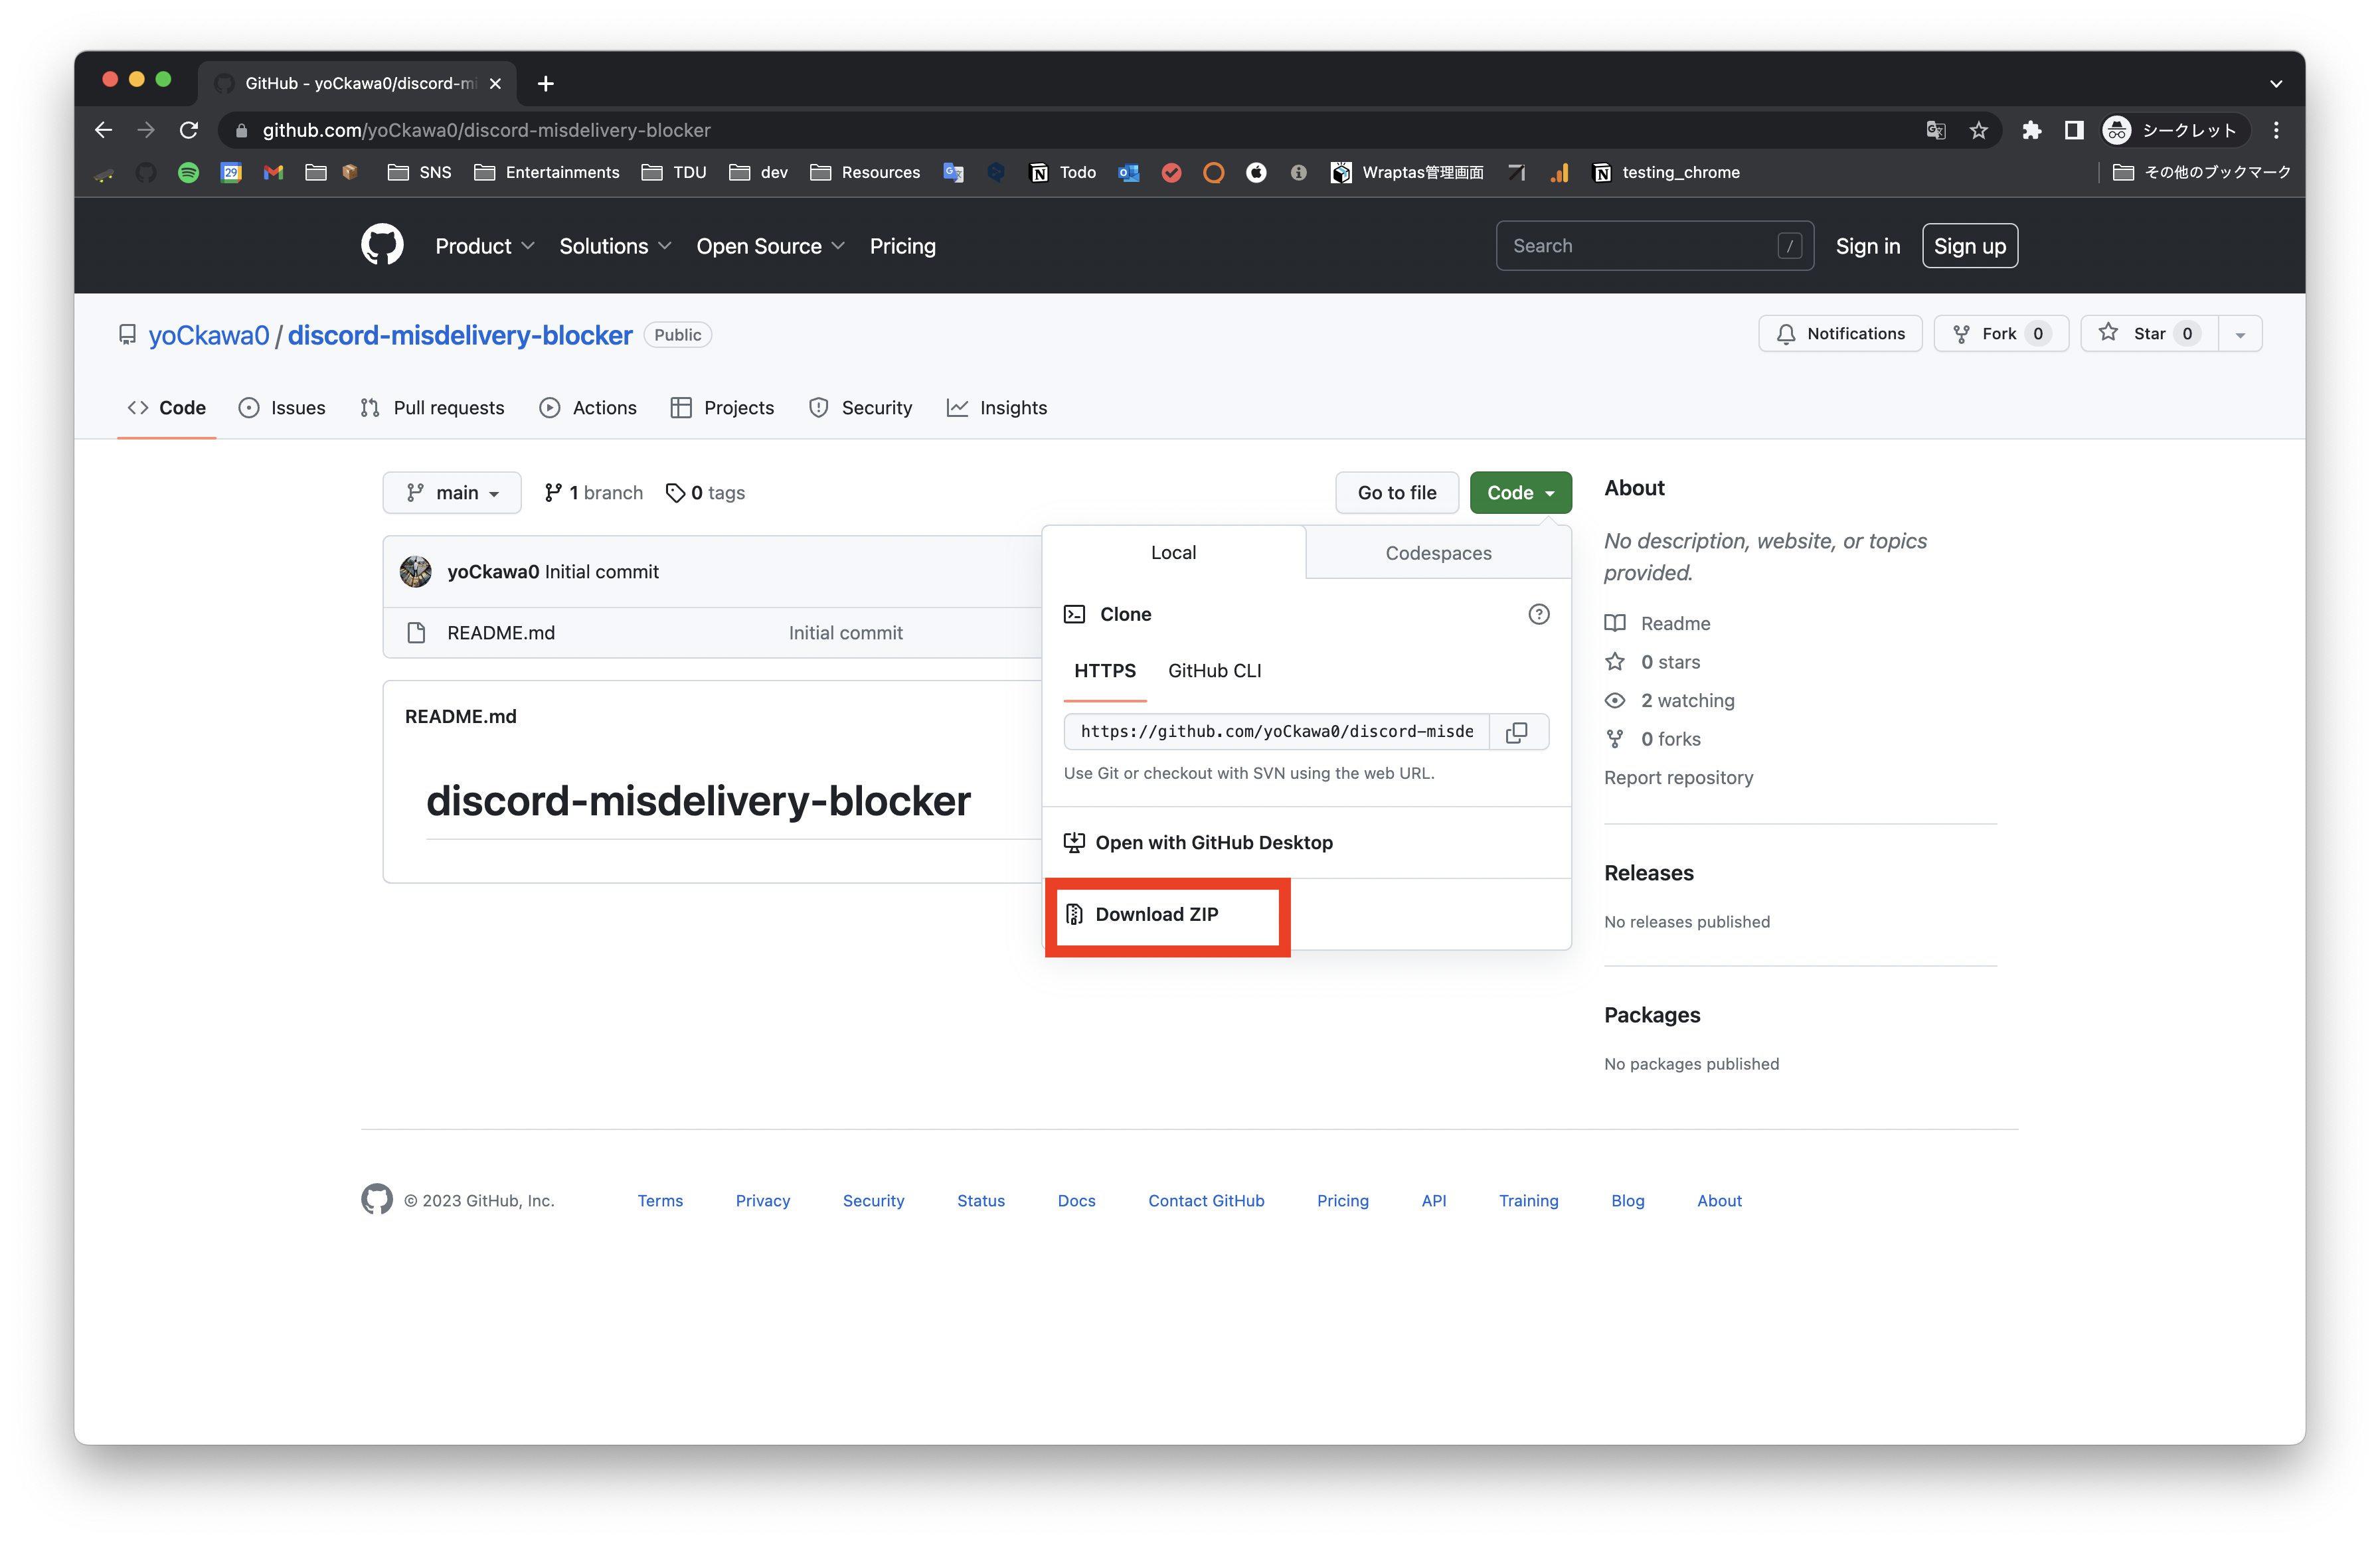 GitHub - yoCkawa0/discord-mi
github.com/yoCkawa0/discord-misdelivery-blocker
シークレット
29
SNS
Entertainments
TDU
dev
Resources
Todo
Wraptas管理画面
testing_chrome
その他のブックマーク
Product
Solutions
Open Source
Pricing
Search
/
Sign in
Sign up
yoCkawa0 / discord-misdelivery-blocker
Public
Notifications
Fork 0
Star 0
Code
Issues
Pull requests
Actions
Projects
Security
Insights
main
1 branch
0 tags
Go to file
Code
yoCkawa0 Initial commit
README.md
Initial commit
README.md
discord-misdelivery-blocker
Local
Codespaces
Clone
HTTPS
GitHub CLI
https://github.com/yoCkawa0/discord-misde
Use Git or checkout with SVN using the web URL.
Open with GitHub Desktop
Download ZIP
About
No description, website, or topics
provided.
Readme
0 stars
2 watching
0 forks
Report repository
Releases
No releases published
Packages
No packages published
© 2023 GitHub, Inc.
Terms
Privacy
Security
Status
Docs
Contact GitHub
Pricing
API
Training
Blog
About